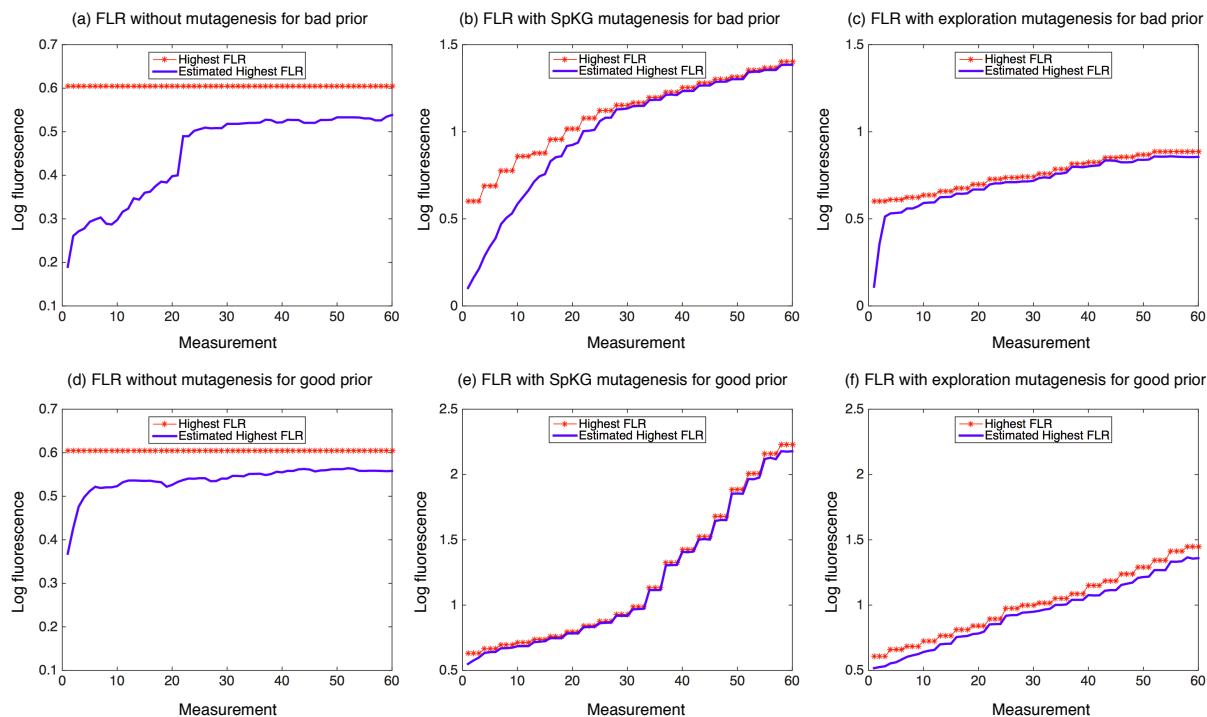 (a) FLR without mutagenesis for bad prior
0.7
0.6
0.5
0.4
0.3
0.2
0.1
0 10 20 30 40 50 60
Log fluorescence
Measurement
Highest FLR
Estimated Highest FLR
(b) FLR with SpKG mutagenesis for bad prior
1.5
1
0.5
0
0 10 20 30 40 50 60
Log fluorescence
Measurement
Highest FLR
Estimated Highest FLR
(c) FLR with exploration mutagenesis for bad prior
1.5
1
0.5
0
0 10 20 30 40 50 60
Log fluorescence
Measurement
Highest FLR
Estimated Highest FLR
(d) FLR without mutagenesis for good prior
0.7
0.6
0.5
0.4
0.3
0.2
0.1
0 10 20 30 40 50 60
Log fluorescence
Measurement
Highest FLR
Estimated Highest FLR
(e) FLR with SpKG mutagenesis for good prior
2.5
2
1.5
1
0.5
0 10 20 30 40 50 60
Log fluorescence
Measurement
Highest FLR
Estimated Highest FLR
(f) FLR with exploration mutagenesis for good prior
2.5
2
1.5
1
0.5
0 10 20 30 40 50 60
Log fluorescence
Measurement
Highest FLR
Estimated Highest FLR